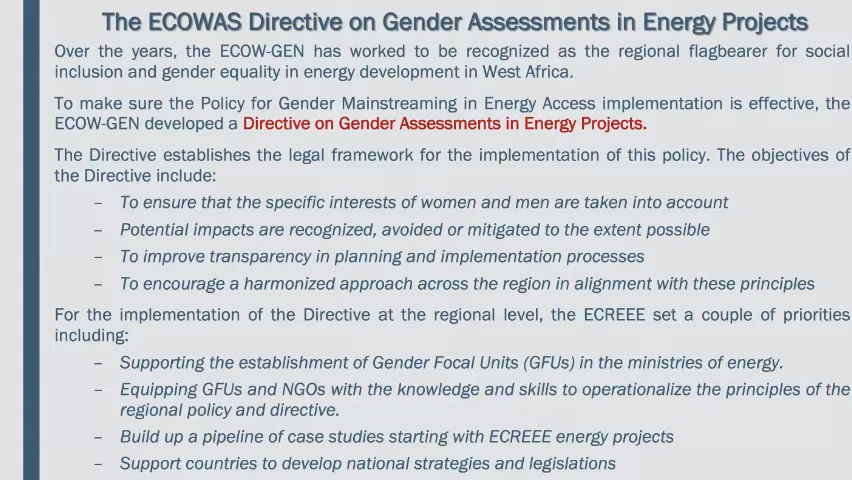 The ECOWAS Directive on Gender Assessments in Energy Projects
Over the years, the ECOW-GEN has worked to be recognized as the regional flagbearer for social
inclusion and gender equality in energy development in West Africa.
To make sure the Policy for Gender Mainstreaming in Energy Access implementation is effective, the
ECOW-GEN developed a Directive on Gender Assessments in Energy Projects.
The Directive establishes the legal framework for the implementation of this policy. The objectives of
the Directive include:
– To ensure that the specific interests of women and men are taken into account
– Potential impacts are recognized, avoided or mitigated to the extent possible
– To improve transparency in planning and implementation processes
– To encourage a harmonized approach across the region in alignment with these principles
For the implementation of the Directive at the regional level, the ECREEE set a couple of priorities
including:
– Supporting the establishment of Gender Focal Units (GFUs) in the ministries of energy.
– Equipping GFUs and NGOs with the knowledge and skills to operationalize the principles of the
regional policy and directive.
– Build up a pipeline of case studies starting with ECREEE energy projects
– Support countries to develop national strategies and legislations